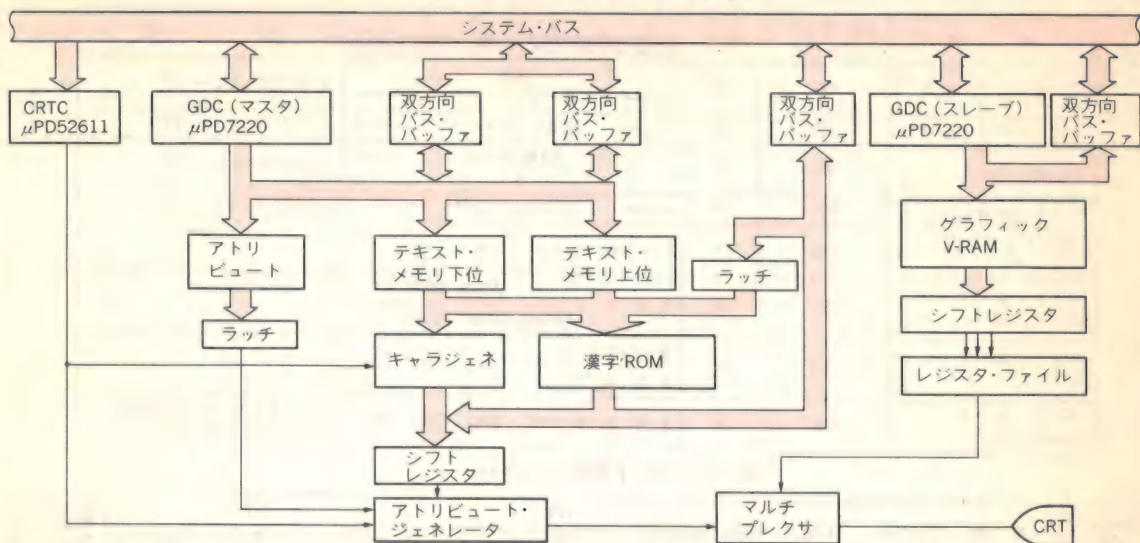 システム・バス
CRTC
μPD52611
GDC(マスタ)
μPD7220
双方向
バス・
バッファ
双方向
バス・
バッファ
双方向
バス・
バッファ
GDC(スレーブ)
μPD7220
双方向
バス・
バッファ
アトリ
ビュート
テキスト・
メモリ下位
テキスト・
メモリ上位
ラッチ
グラフィック
V-RAM
ラッチ
キャラジェネ
漢字ROM
シフトレジスタ
レジスタ・ファイル
シフト
レジスタ
アトリビュート・
ジェネレータ
マルチ
プレクサ
CRT